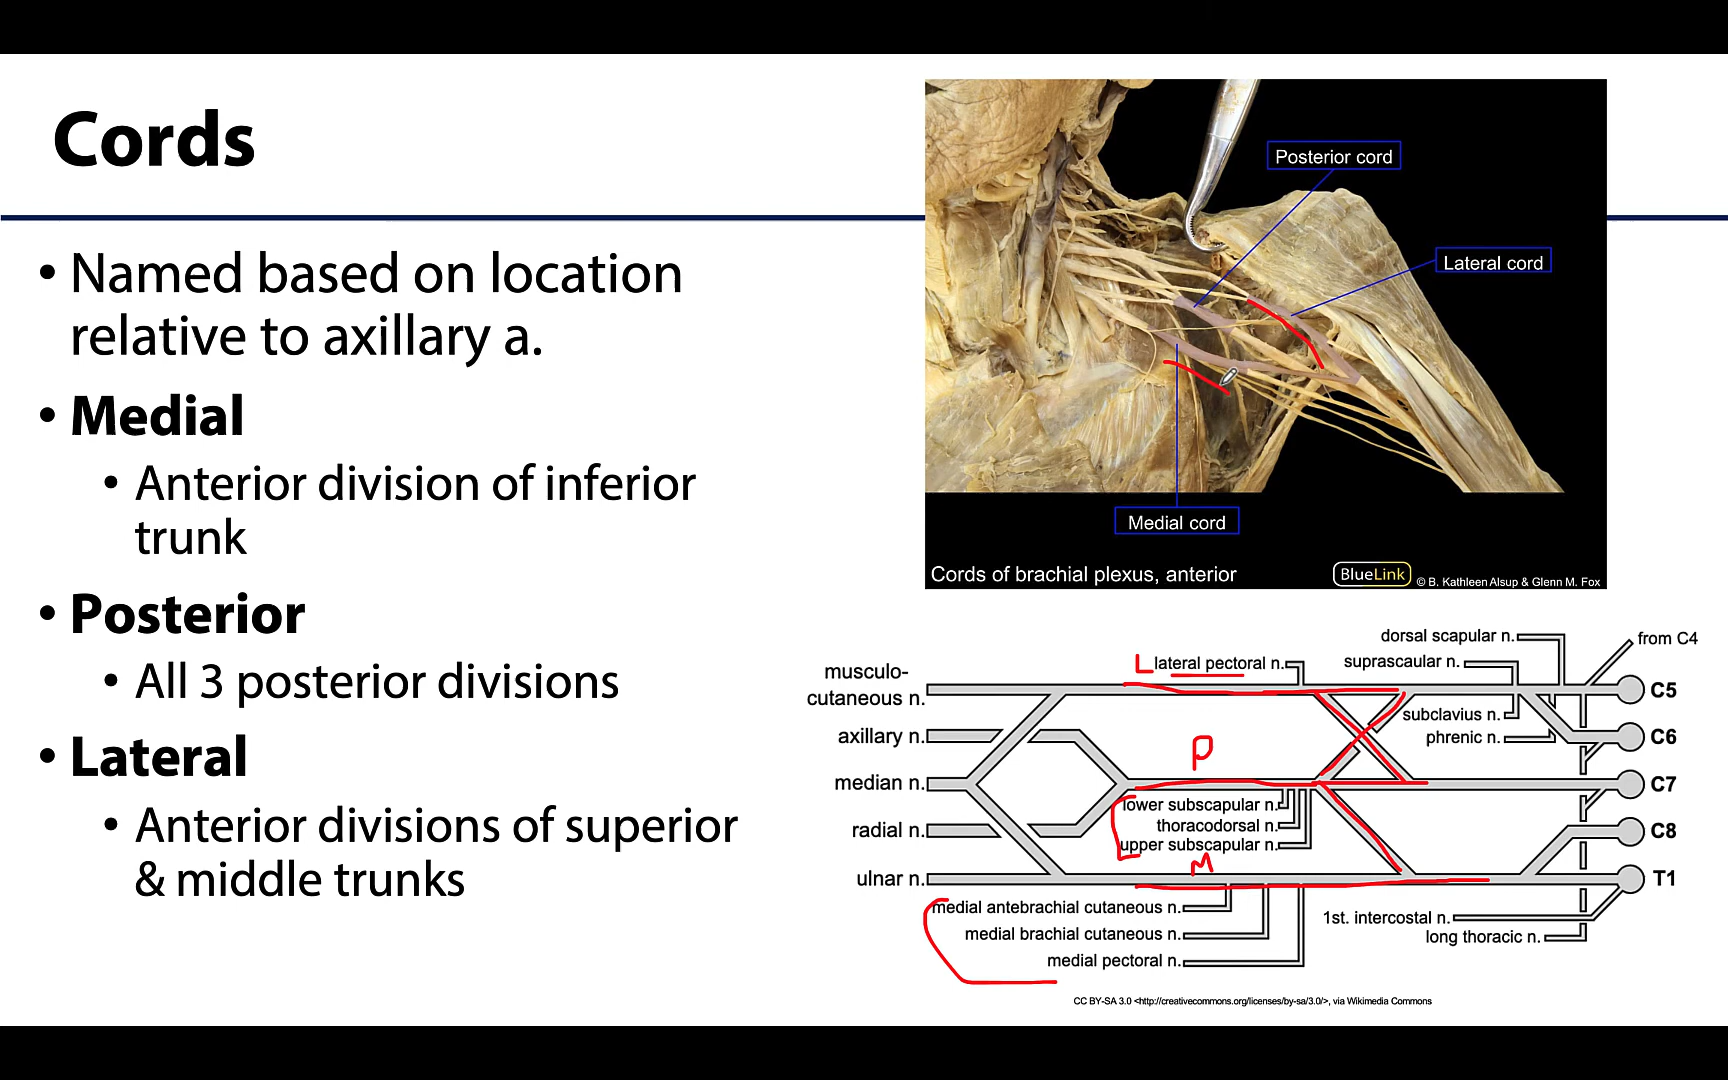 Cords
• Named based on location
relative to axillary a.
• Medial
• Anterior division of inferior
trunk
• Posterior
• All 3 posterior divisions
• Lateral
• Anterior divisions of superior
& middle trunks
Posterior cord
Lateral cord
Medial cord
Cords of brachial plexus, anterior
BlueLink
© B. Kathleen Alsup & Glenn M. Fox
dorsal scapular n.
from C4
L lateral pectoral n.
suprascaular n.
musculo-
cutaneous n.
C5
subclavius n.
axillary n.
P
phrenic n.
C6
median n.
C7
lower subscapular n.
radial n.
thoracodorsal n.
C8
upper subscapular n.
M
ulnar n.
T1
medial antebrachial cutaneous n.
1st. intercostal n.
medial brachial cutaneous n.
long thoracic n.
medial pectoral n.
CC BY-SA 3.0 <http://creativecommons.org/licenses/by-sa/3.0/>, via Wikimedia Commons